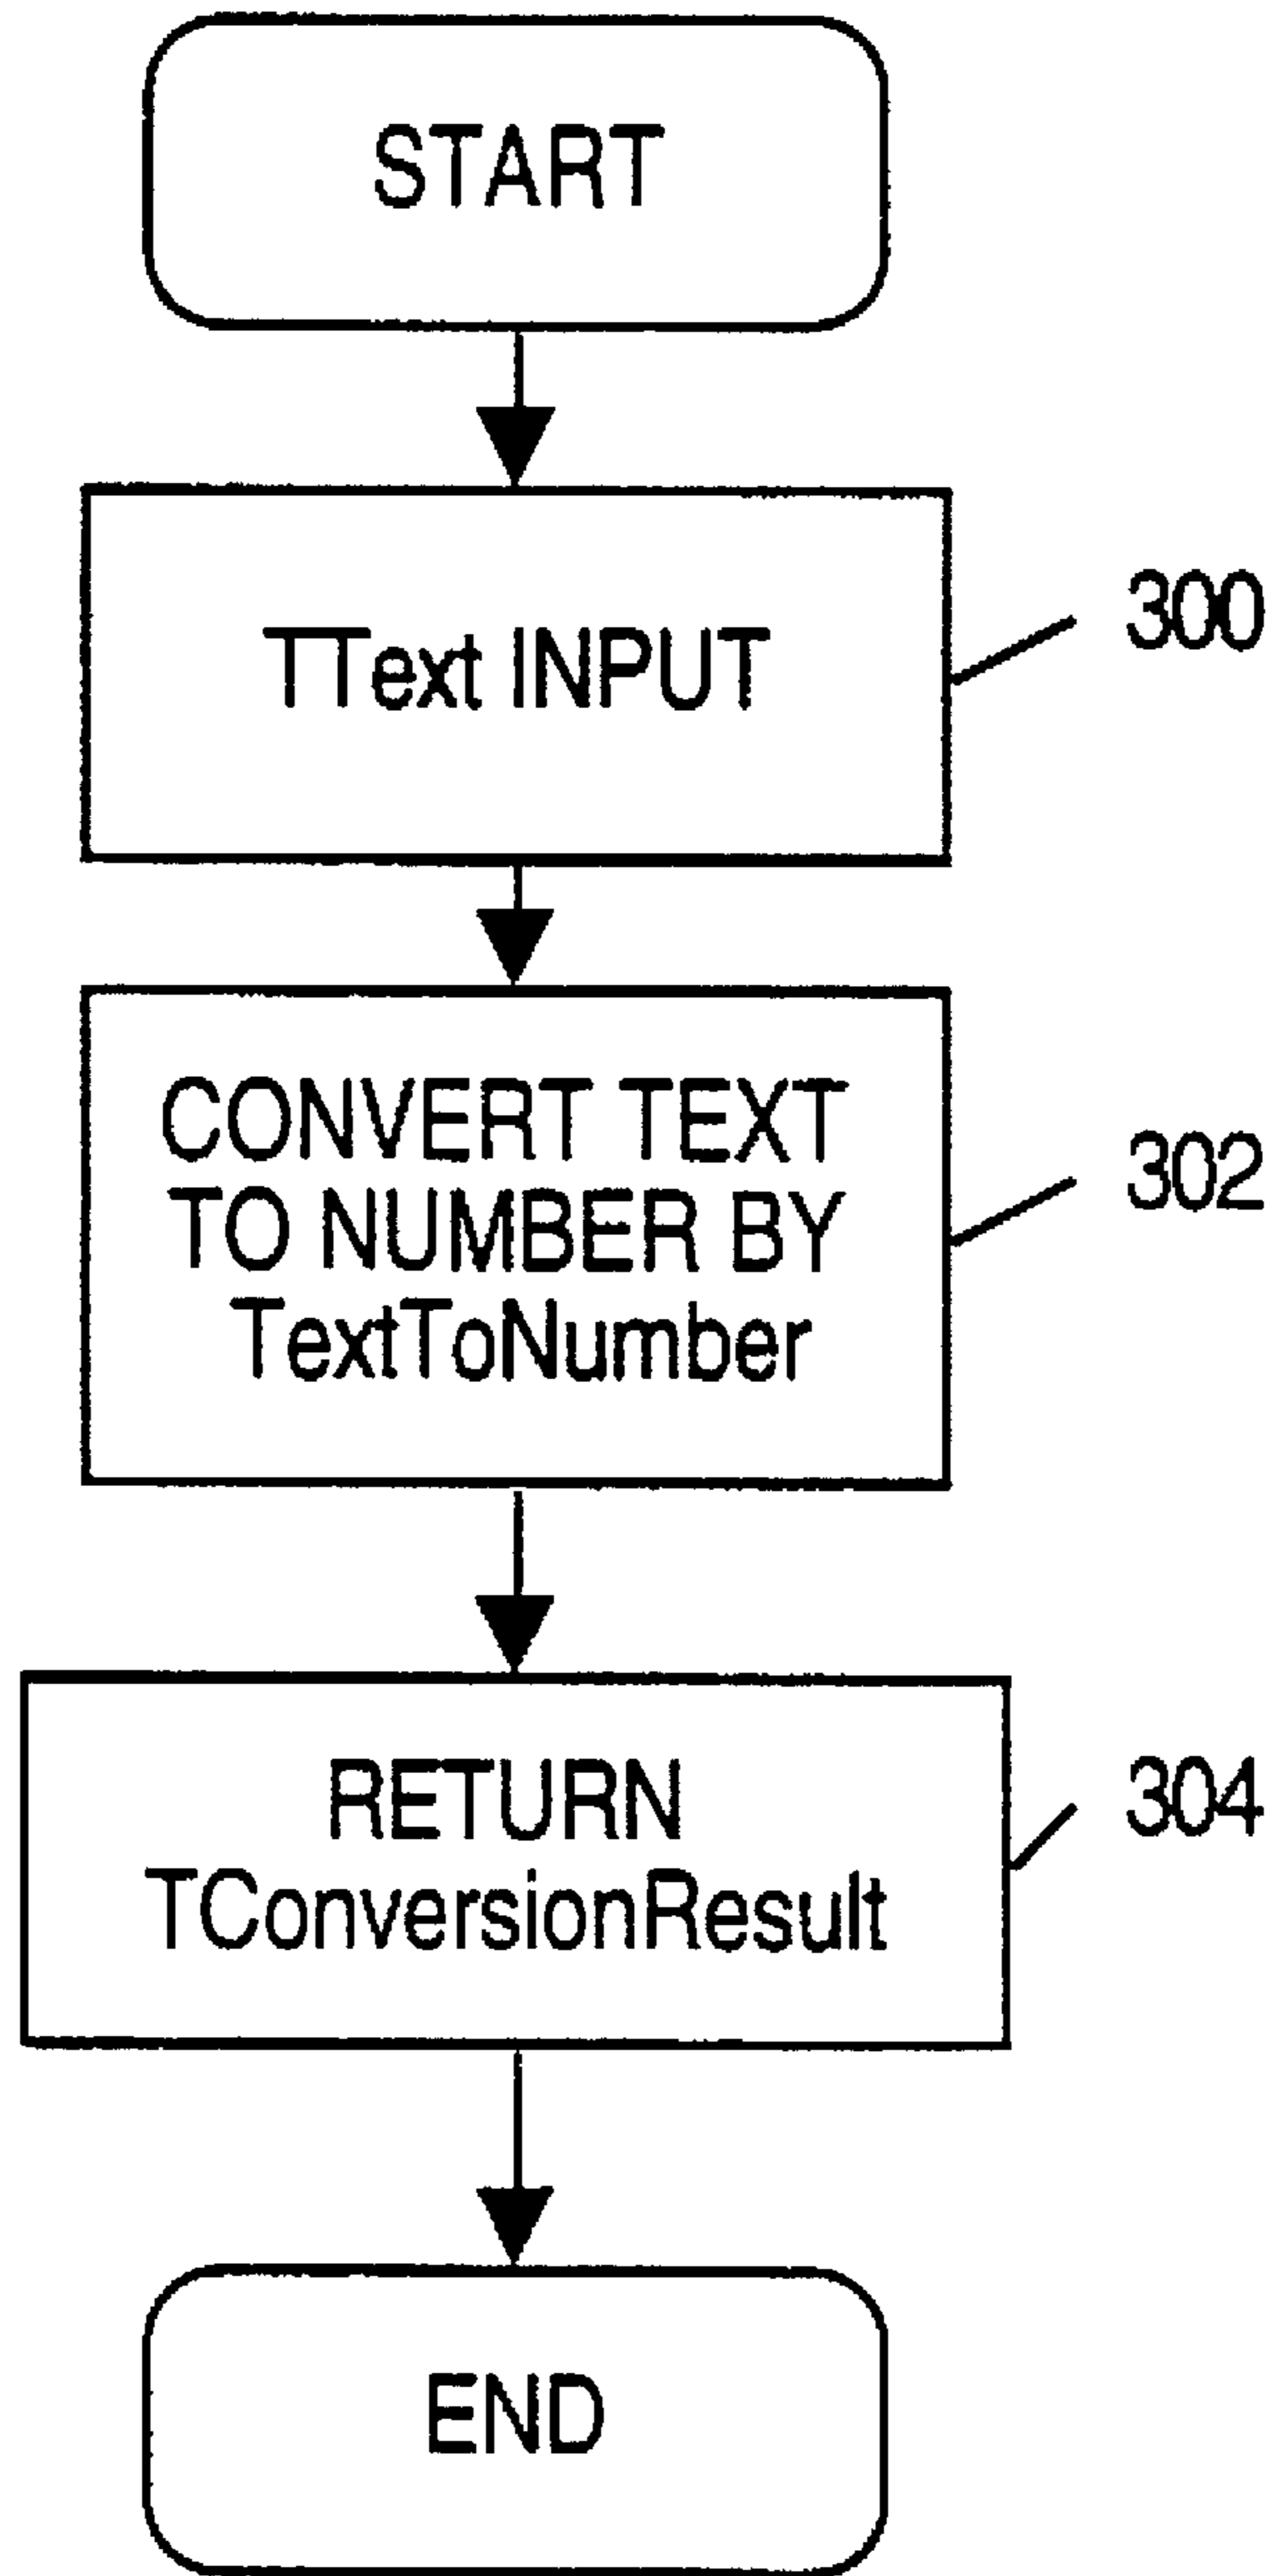 START
TText INPUT
300
CONVERT TEXT
TO NUMBER BY
TextToNumber
302
RETURN
TConversionResult
304
END